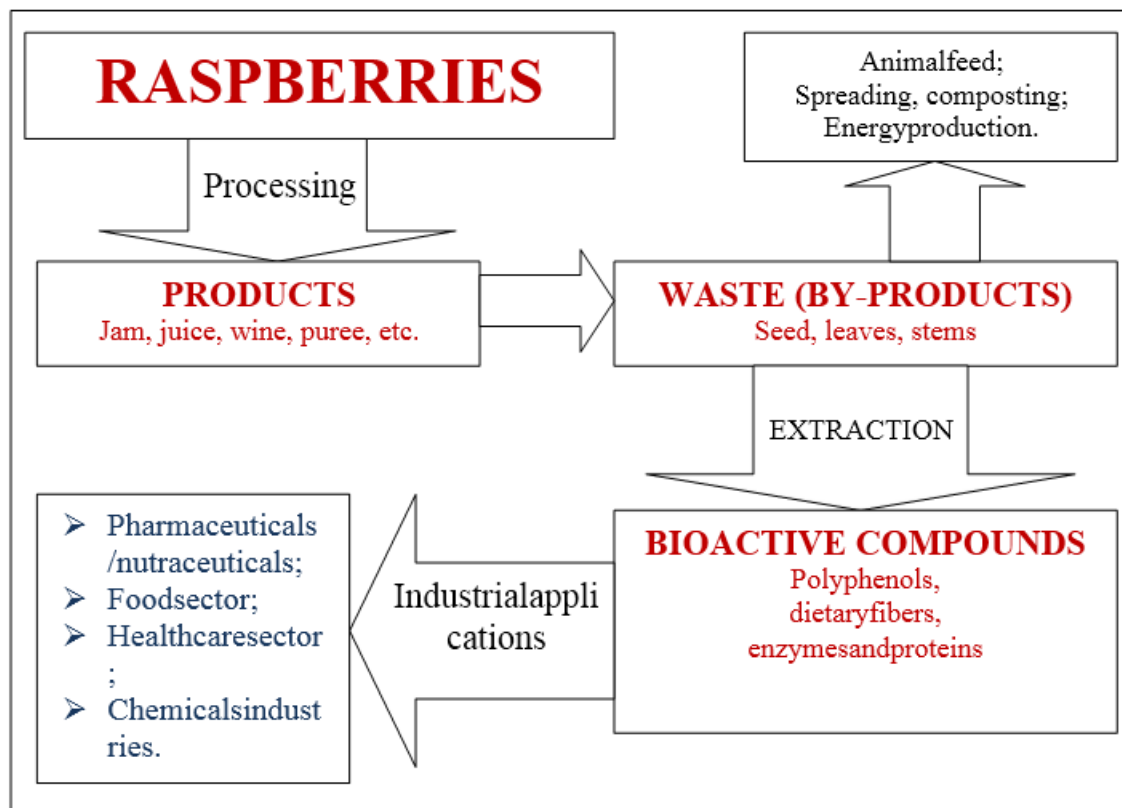 RASPBERRIES
Animalfeed;
Spreading, composting;
Energyproduction.
Processing
PRODUCTS
Jam, juice, wine, puree, etc.
WASTE (BY-PRODUCTS)
Seed, leaves, stems
EXTRACTION
BIOACTIVE COMPOUNDS
Polyphenols,
dietaryfibers,
enzymesandproteins
Industrialappli
cations
➢ Pharmaceuticals
/nutraceuticals;
➢ Foodsector;
➢ Healthcaresector
;
➢ Chemicalsindust
ries.